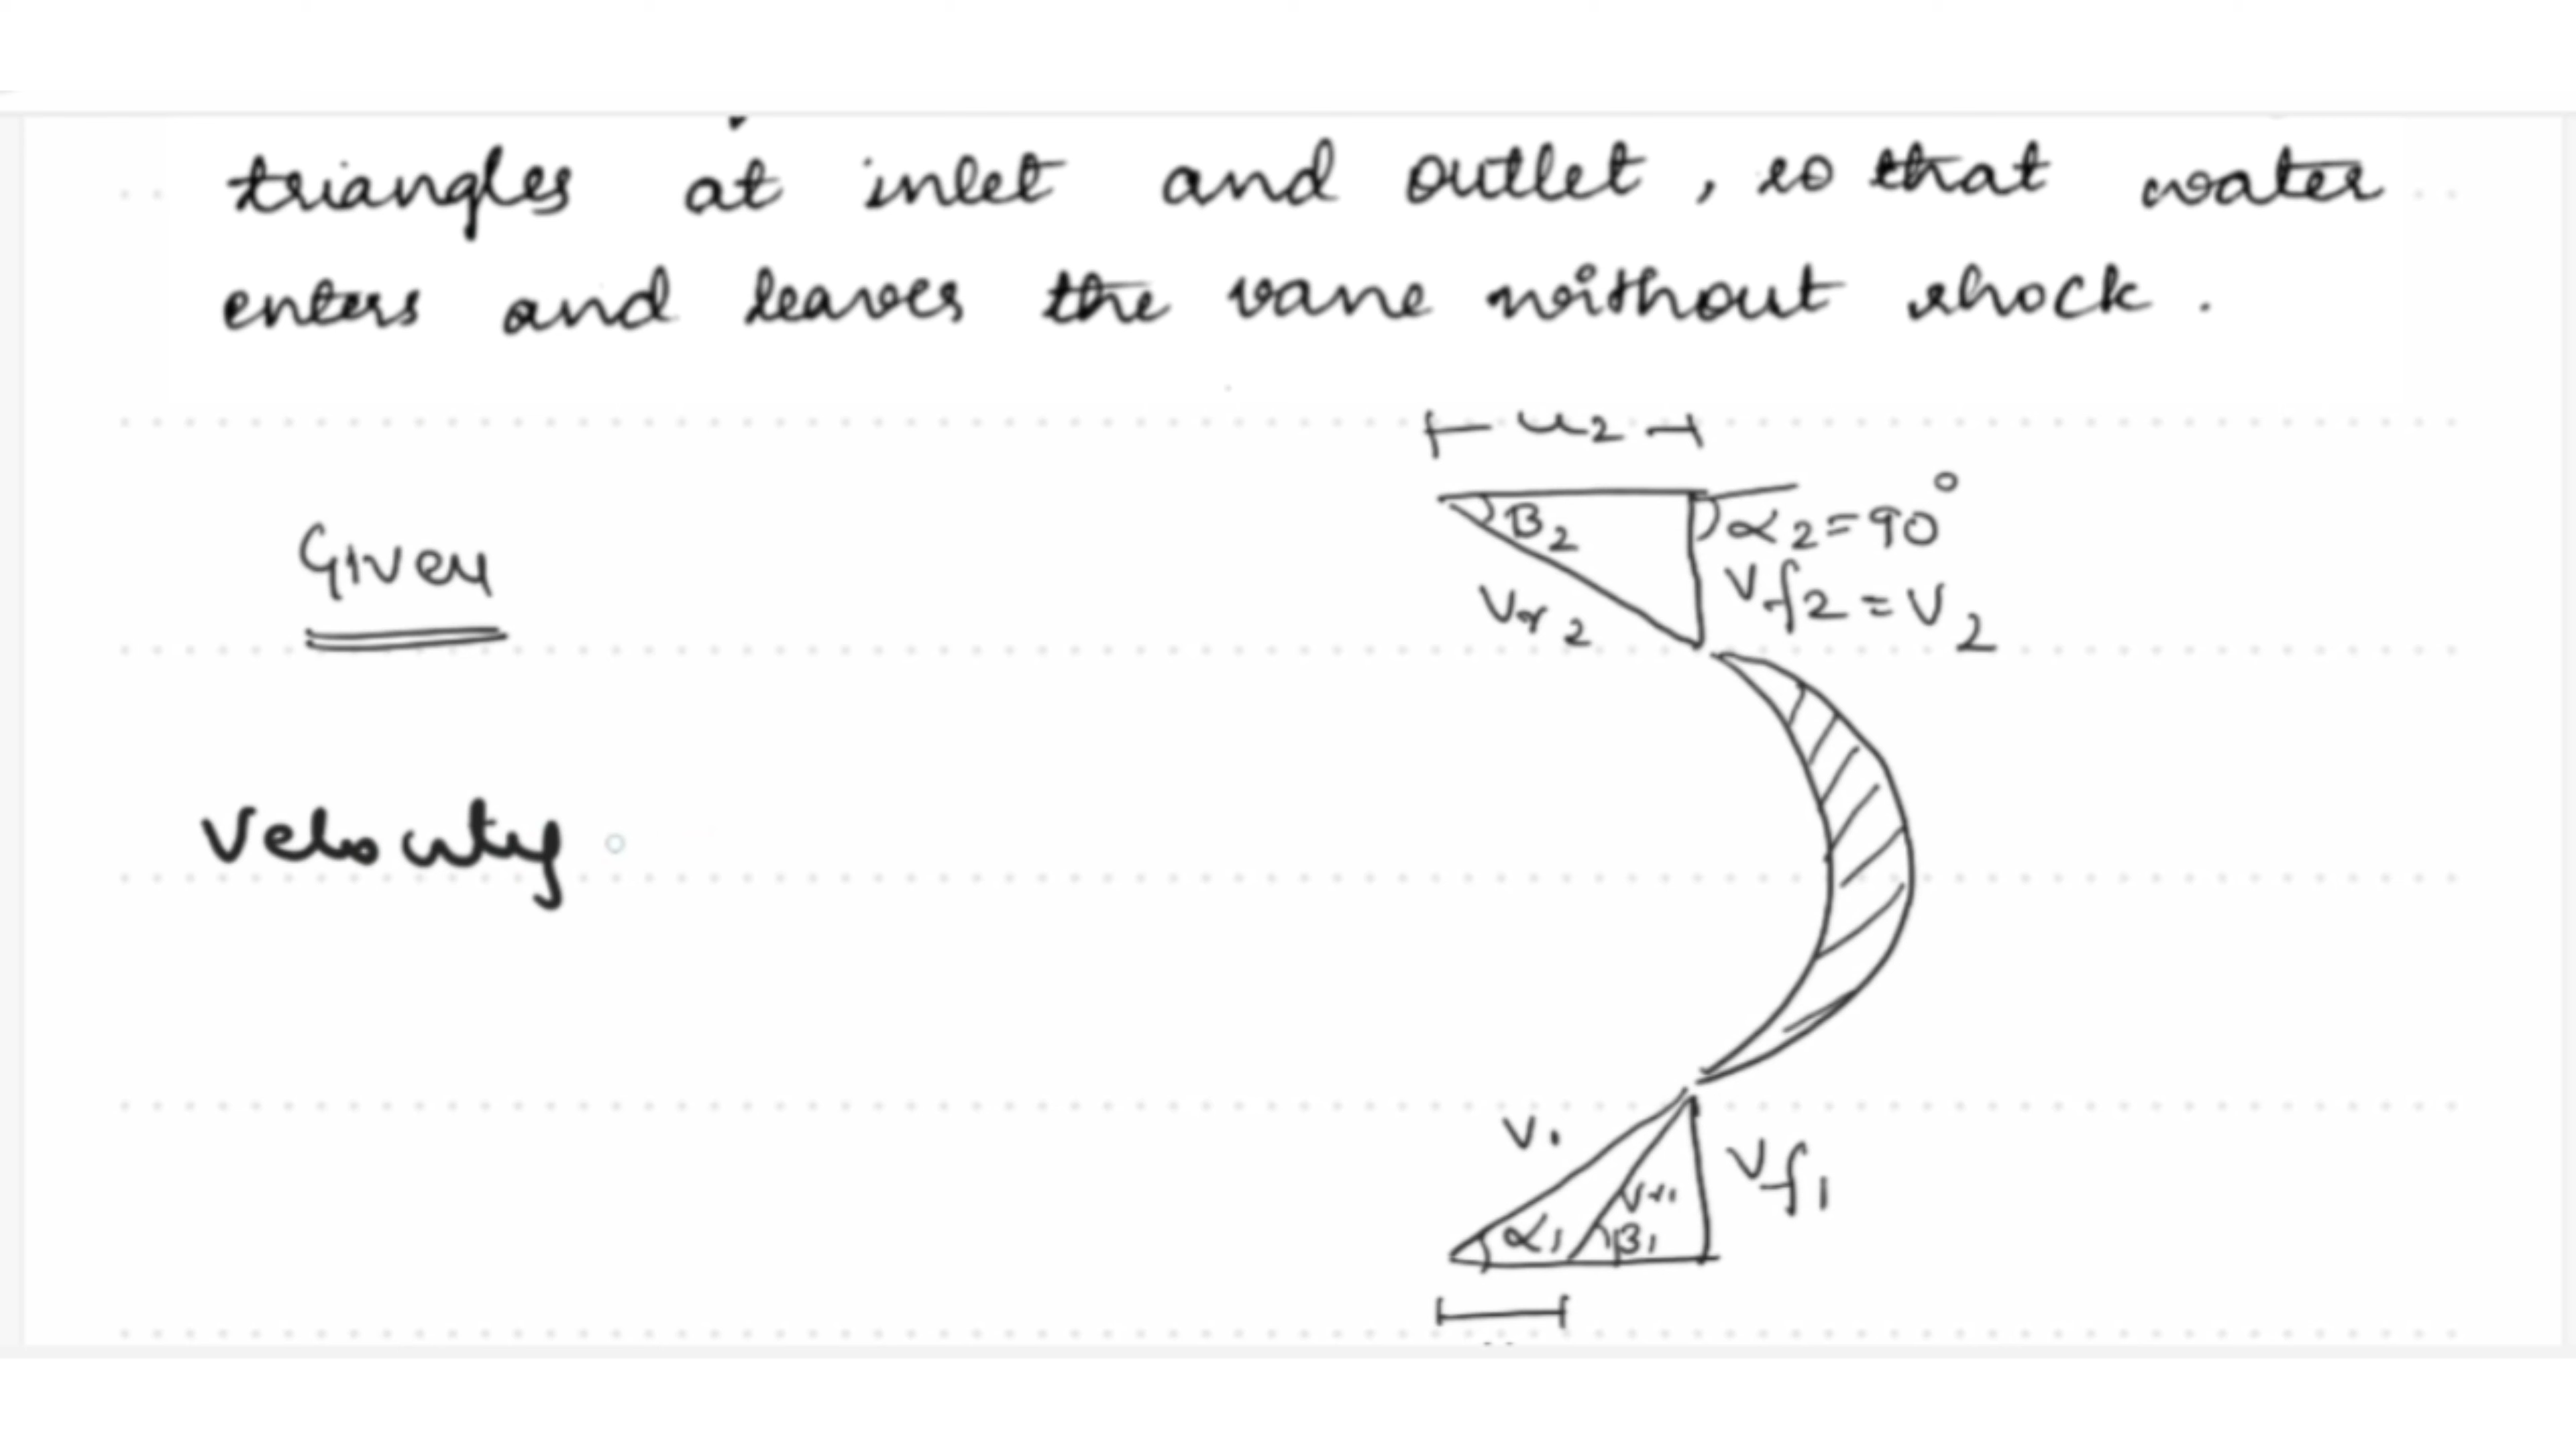 triangles at inlet and outlet, so that water
enters and leaves the vane without shock.
u2
B2
α2=90°
Given
Vr2
Vf2=V2
Velocity
V1
Vf1
Vr1
α1
β1